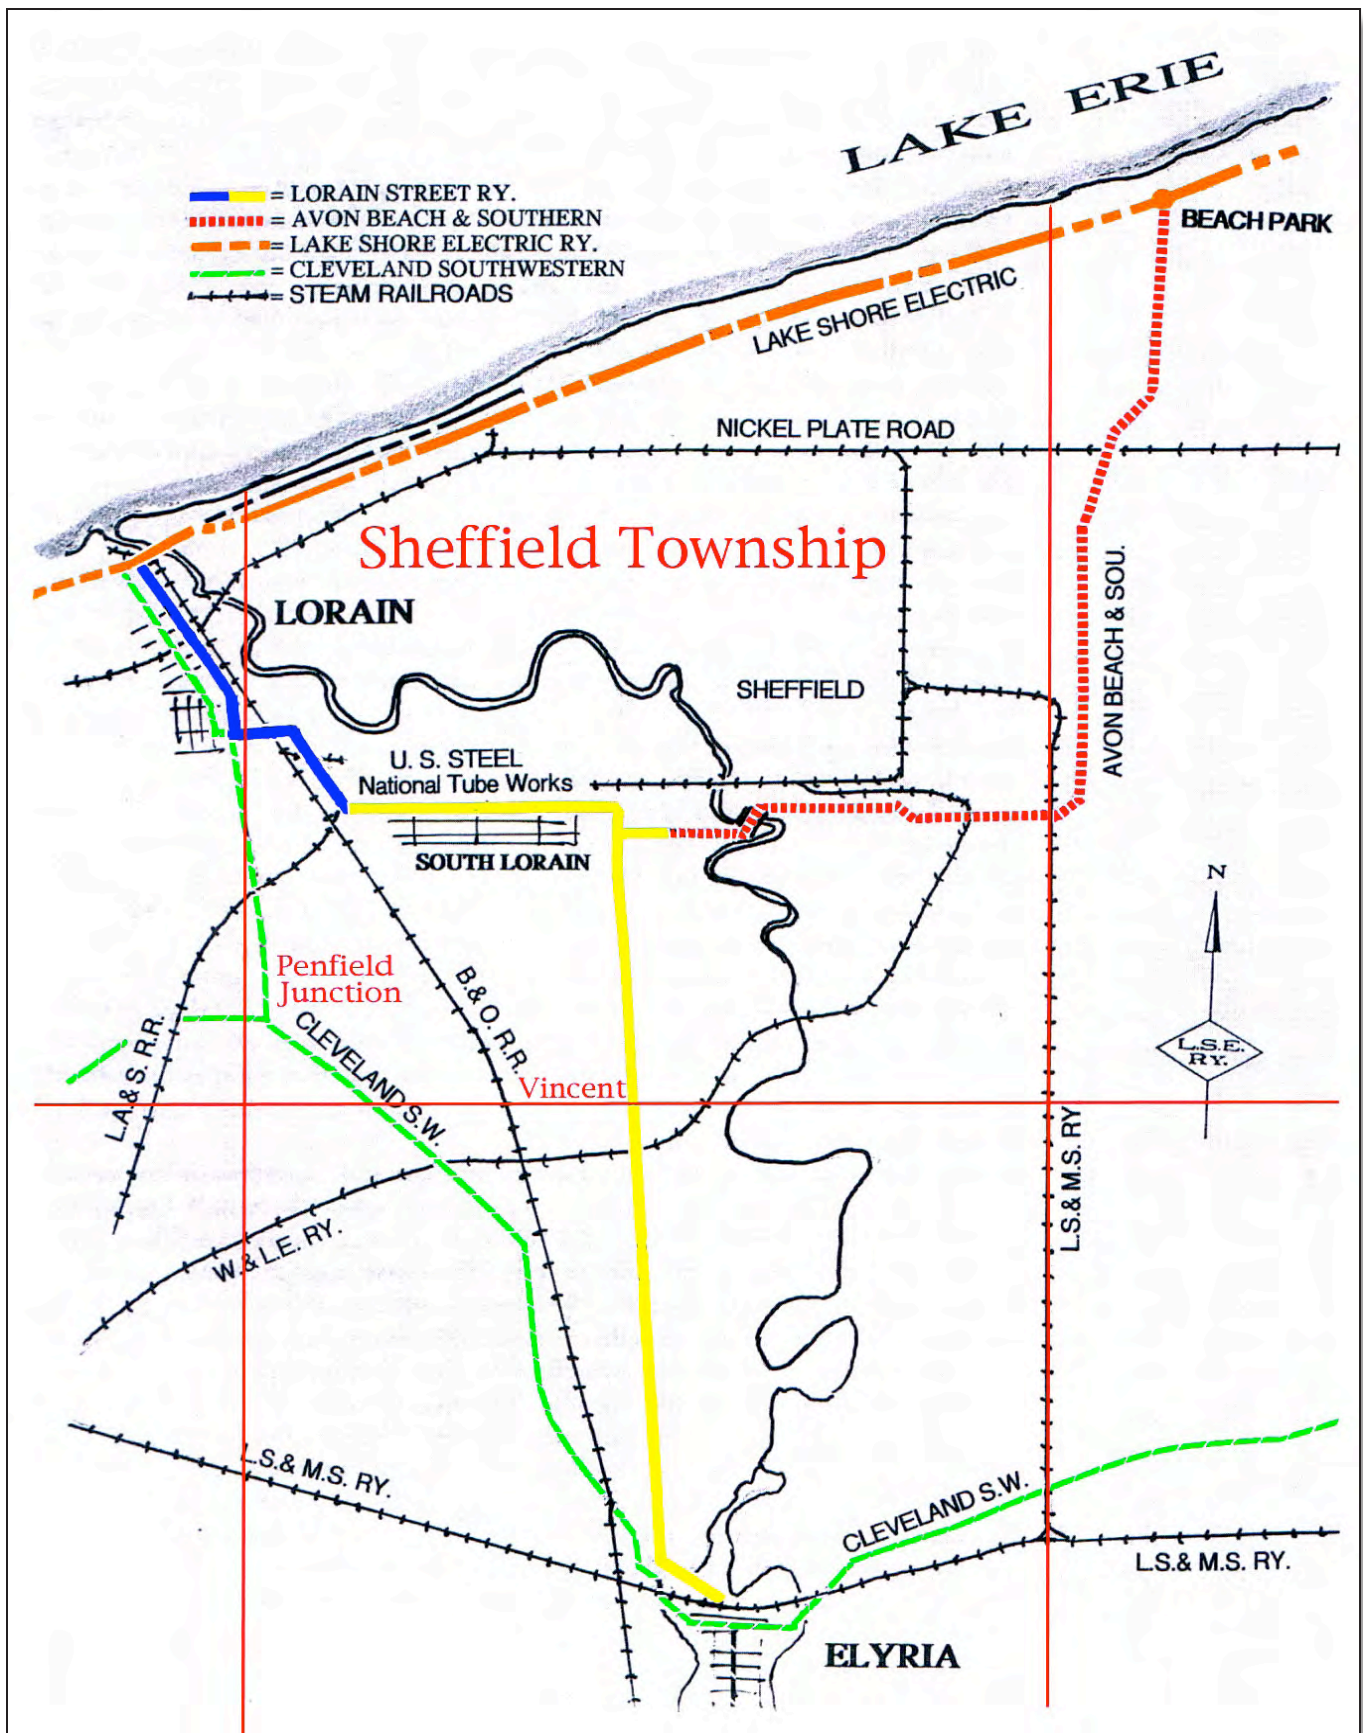 LAKE ERIE
= LORAIN STREET RY.
= AVON BEACH & SOUTHERN
= LAKE SHORE ELECTRIC RY.
= CLEVELAND SOUTHWESTERN
= STEAM RAILROADS
BEACH PARK
LAKE SHORE ELECTRIC
NICKEL PLATE ROAD
Sheffield Township
LORAIN
AVON BEACH & SOU.
SHEFFIELD
U. S. STEEL
National Tube Works
SOUTH LORAIN
N
L.S.E.
RY.
Penfield
Junction
B. & O. R.R.
CLEVELAND S.W.
L.A. & S. R.R.
Vincent
L.S. & M.S. RY
W. & L.E. RY.
L.S. & M.S. RY.
CLEVELAND S.W.
L.S. & M.S. RY.
ELYRIA